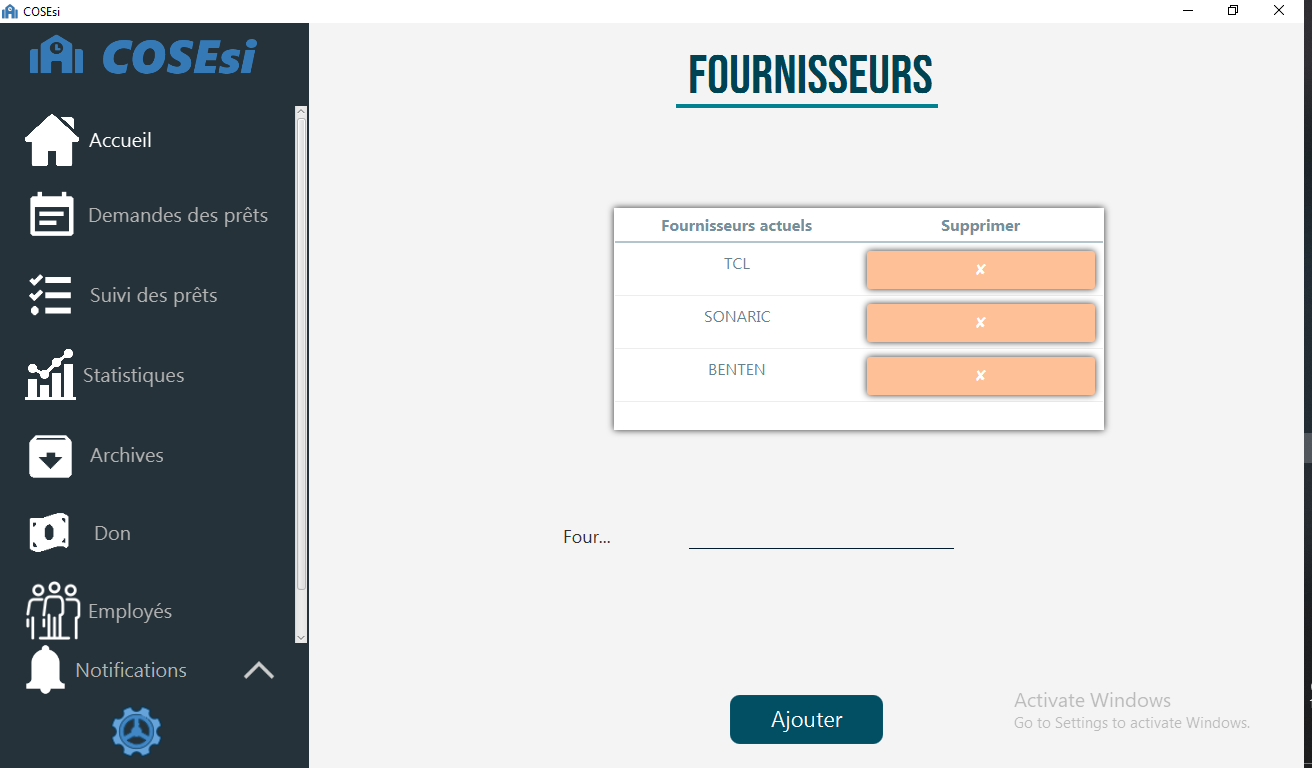 COSEsi
COSEsi
Accueil
Demandes des prêts
Suivi des prêts
Statistiques
Archives
Don
Employés
Notifications
FOURNISSEURS
Fournisseurs actuels Supprimer
TCL ✘
SONARIC ✘
BENTEN ✘
Four...
Ajouter
Activate Windows
Go to Settings to activate Windows.